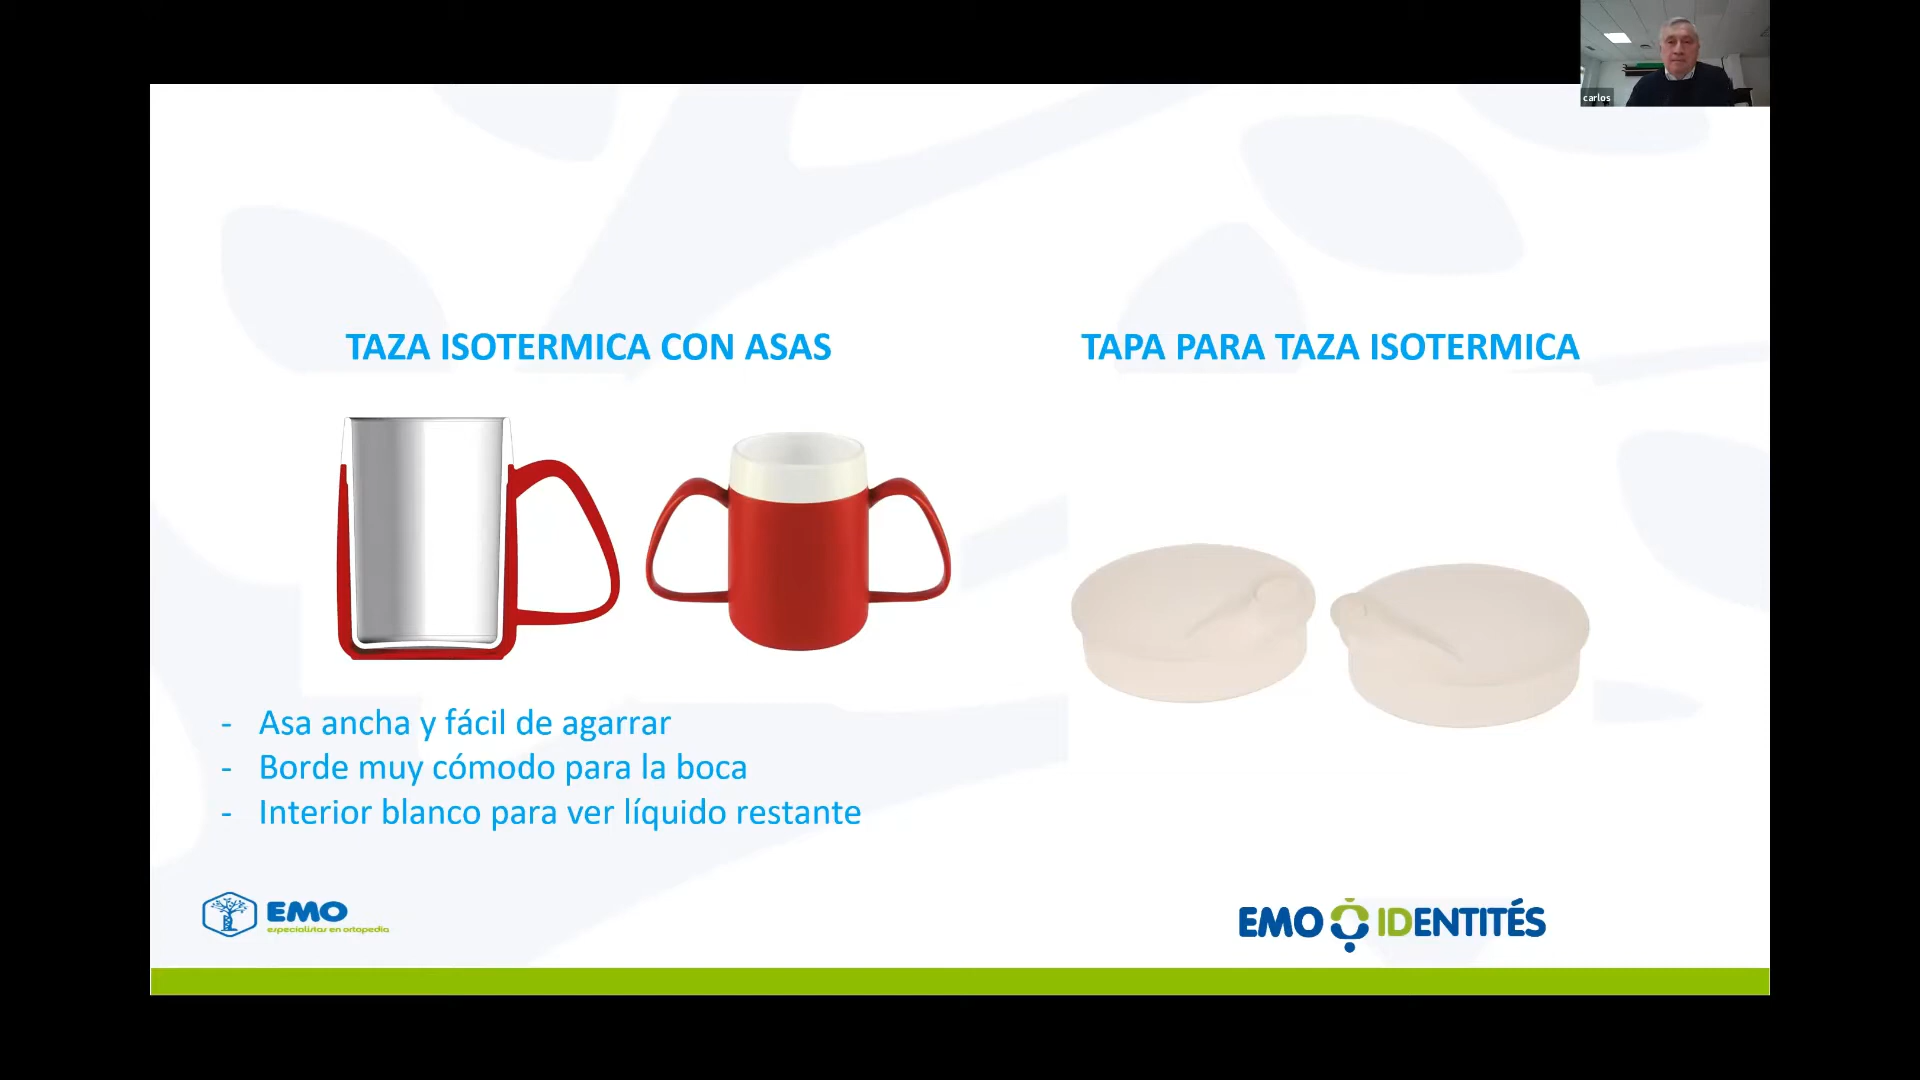 carlos
TAZA ISOTERMICA CON ASAS
TAPA PARA TAZA ISOTERMICA
- Asa ancha y fácil de agarrar
- Borde muy cómodo para la boca
- Interior blanco para ver líquido restante
EMO
especialistas en ortopedia
EMO IDENTITÉS